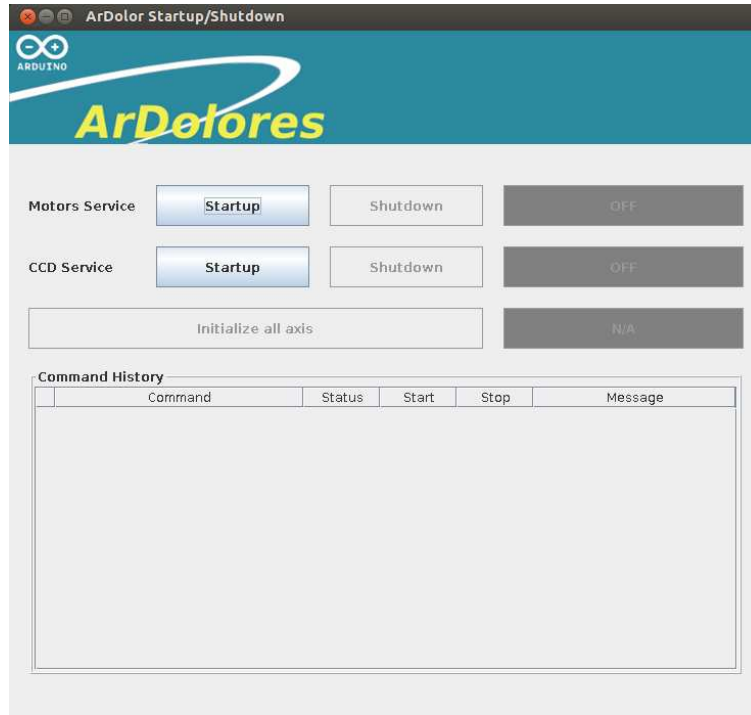 ArDolor Startup/Shutdown
ARDUINO
ArDolores
Motors Service Startup Shutdown OFF
CCD Service Startup Shutdown OFF
Initialize all axis N/A
Command History
Command Status Start Stop Message